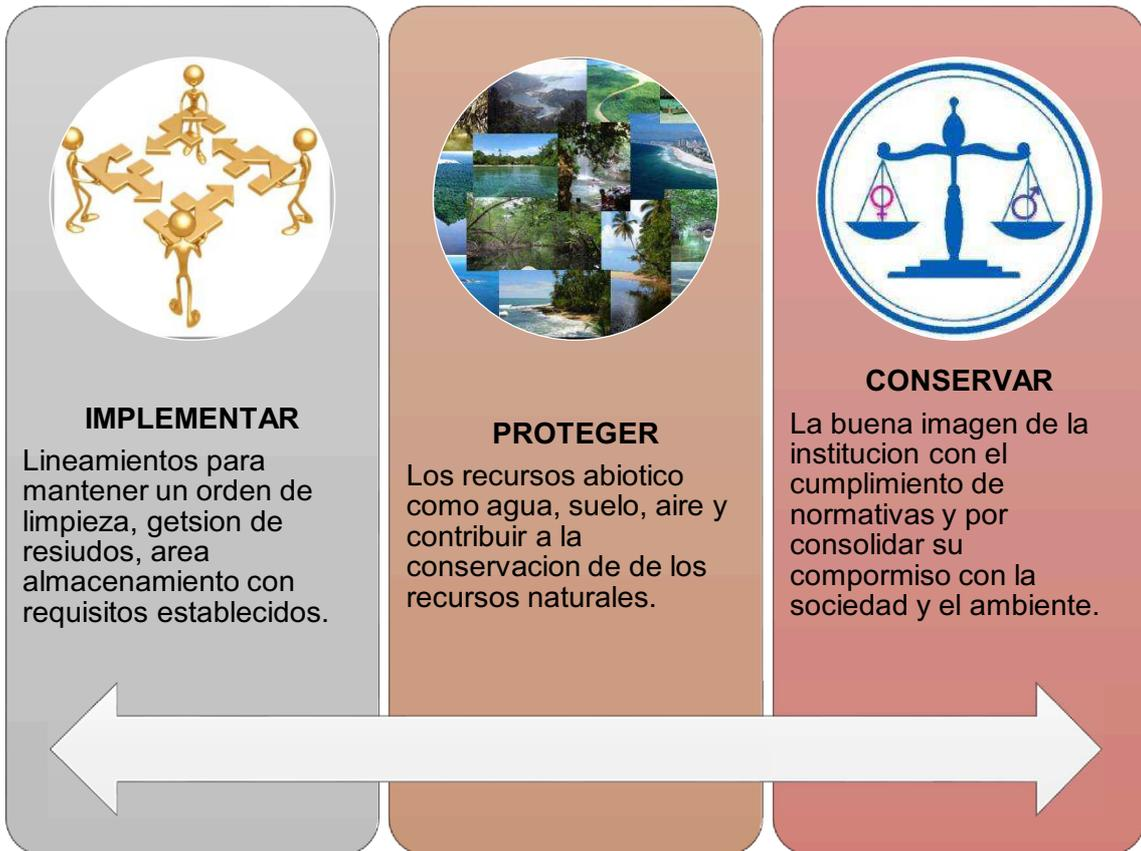 IMPLEMENTAR
Lineamientos para
mantener un orden de
limpieza, getsion de
resiudos, area
almacenamiento con
requisitos establecidos.
PROTEGER
Los recursos abiotico
como agua, suelo, aire y
contribuir a la
conservacion de de los
recursos naturales.
CONSERVAR
La buena imagen de la
institucion con el
cumplimiento de
normativas y por
consolidar su
compormiso con la
sociedad y el ambiente.